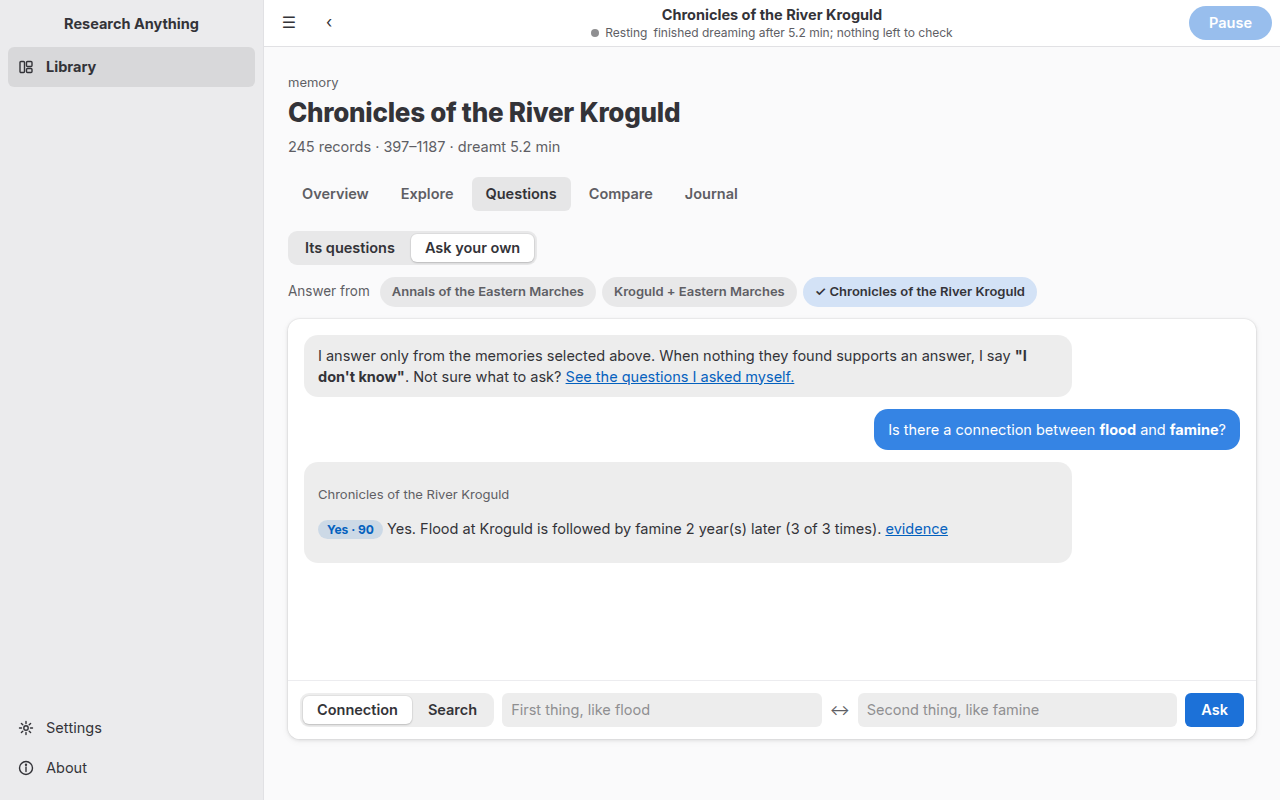 Research Anything
Library
Settings
About
Chronicles of the River Kroguld
Resting finished dreaming after 5.2 min; nothing left to check
Pause
memory
Chronicles of the River Kroguld
245 records · 397–1187 · dreamt 5.2 min
Overview Explore Questions Compare Journal
Its questions Ask your own
Answer from Annals of the Eastern Marches Kroguld + Eastern Marches ✓ Chronicles of the River Kroguld
I answer only from the memories selected above. When nothing they found supports an answer, I say "I
don't know". Not sure what to ask? See the questions I asked myself.
Is there a connection between flood and famine?
Chronicles of the River Kroguld
Yes · 90 Yes. Flood at Kroguld is followed by famine 2 year(s) later (3 of 3 times). evidence
Connection Search First thing, like flood ↔ Second thing, like famine Ask